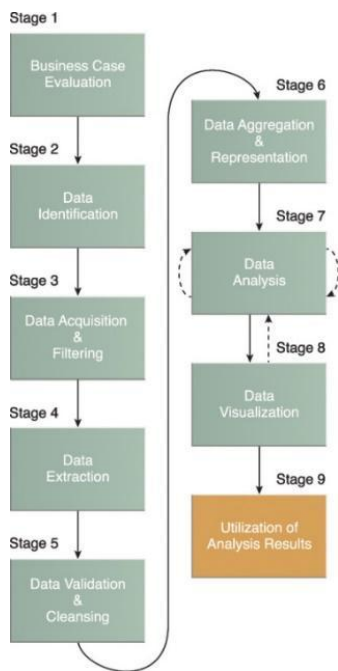 Stage 1
Business Case
Evaluation
Stage 2
Data
Identification
Stage 3
Data Acquisition
&
Filtering
Stage 4
Data
Extraction
Stage 5
Data Validation
&
Cleansing
Stage 6
Data Aggregation
&
Representation
Stage 7
Data
Analysis
Stage 8
Data
Visualization
Stage 9
Utilization of
Analysis Results